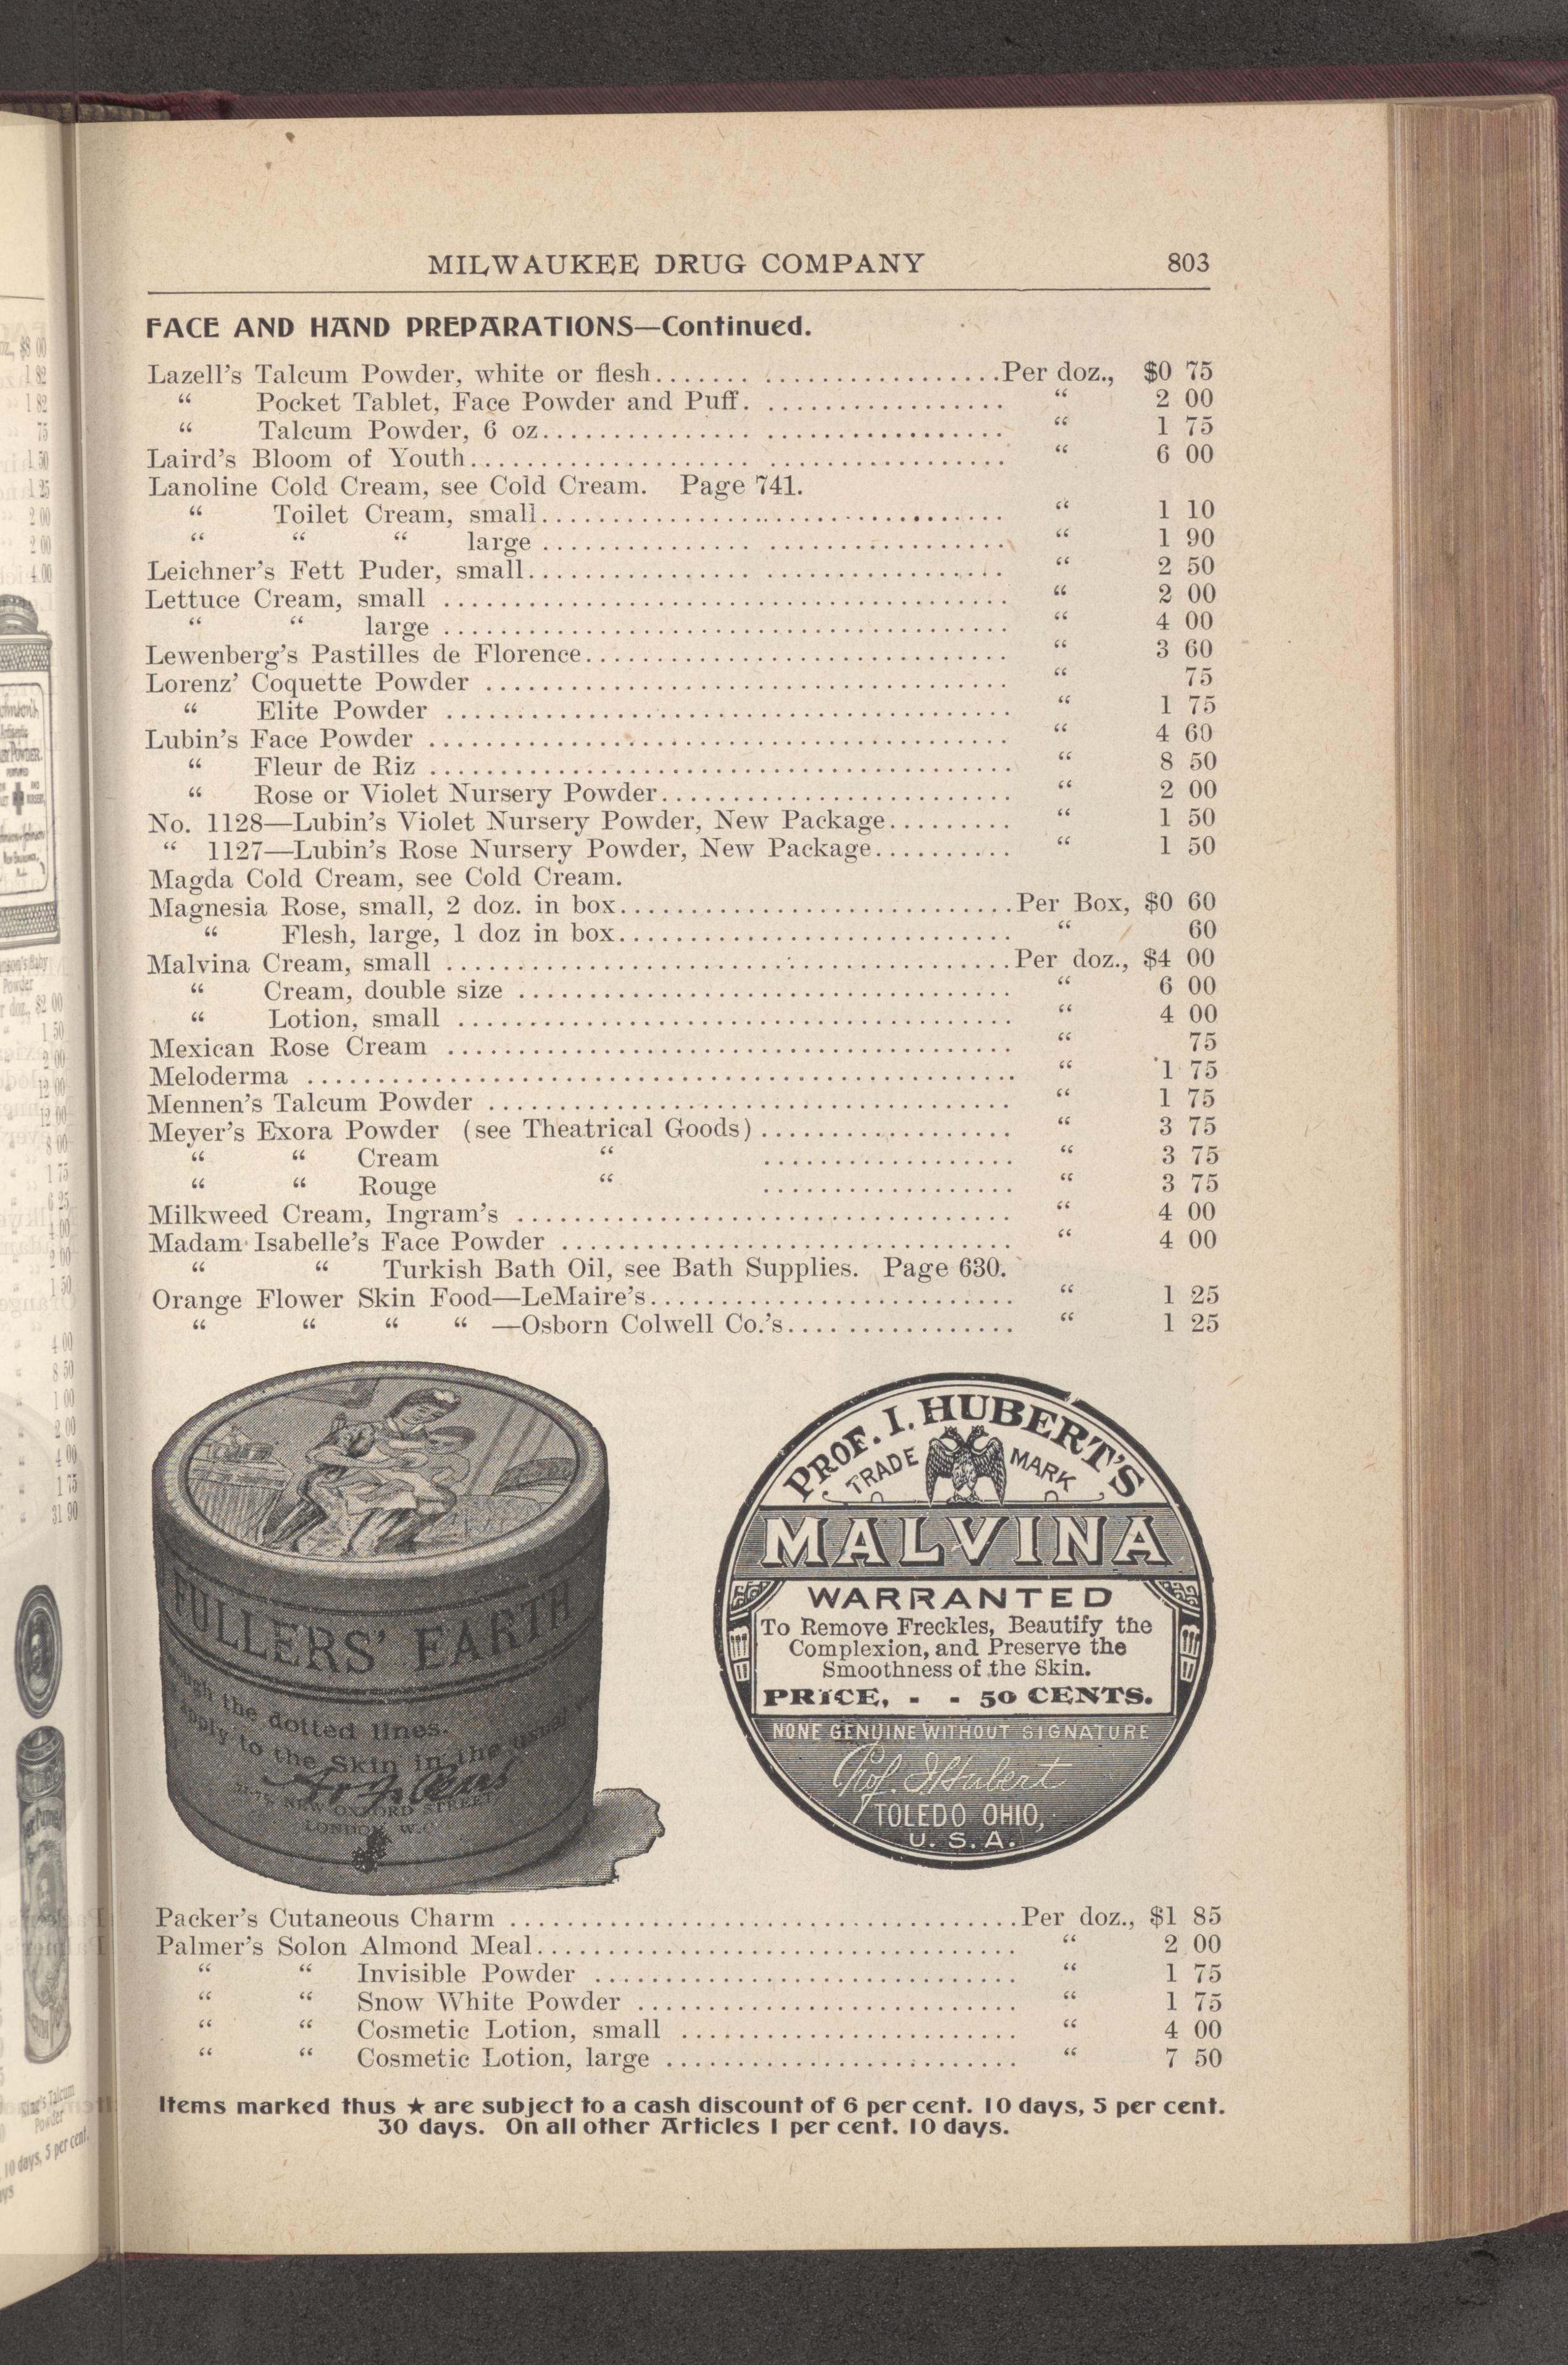 MILWAUKEE DRUG COMPANY 803
FACE AND HAND PREPARATIONS—Continued.
Lazell's Talcum Powder, white or flesh....... .................Per doz., $0 75
“ Pocket Tablet, Face Powder and Puff. ................. “ 2 00
“ Talcum Powder, 6 oz............... ................. “ 1 75
Laird's Bloom of Youth.................... ................. “ 6 00
Lanoline Cold Cream, see Cold Cream. Page 741.
“ Toilet Cream, small................................. “ 1 10
“ “ “ large ............... ................. “ 1 90
Leichner's Fett Puder, small................ ................. “ 2 50
Lettuce Cream, small ........................................ “ 2 00
“ “ large ........................................ “ 4 00
Lewenberg's Pastilles de Florence.............................. “ 3 60
Lorenz' Coquette Powder ..................................... “ 75
“ Elite Powder ........................................ “ 1 75
Lubin's Face Powder ......................................... “ 4 60
“ Fleur de Riz ......................................... “ 8 50
“ Rose or Violet Nursery Powder......................... “ 2 00
No. 1128—Lubin's Violet Nursery Powder, New Package......... “ 1 50
“ 1127—Lubin's Rose Nursery Powder, New Package.......... “ 1 50
Magda Cold Cream, see Cold Cream.
Magnesia Rose, small, 2 doz. in box............................Per Box, $0 60
“ Flesh, large, 1 doz in box............................ “ 60
Malvina Cream, small ........................................Per doz., $4 00
“ Cream, double size ................................... “ 6 00
“ Lotion, small ....................................... “ 4 00
Mexican Rose Cream ........................................ “ 75
Meloderma .................................................. “ 1 75
Mennen's Talcum Powder ..................................... “ 1 75
Meyer's Exora Powder (see Theatrical Goods).................. “ 3 75
“ “ Cream “ .................. “ 3 75
“ “ Rouge “ .................. “ 3 75
Milkweed Cream, Ingram's ................................... “ 4 00
Madam Isabelle's Face Powder ................................ “ 4 00
“ “ Turkish Bath Oil, see Bath Supplies. Page 630.
Orange Flower Skin Food—LeMaire's.......................... “ 1 25
“ “ “ “ —Osborn Colwell Co.'s................ “ 1 25
FULLERS' EARTH
the dotted lines.
apply to the Skin in the usual
NEW OXFORD STREET
LONDON, W.C.
PROF. I. HUBERT'S
TRADE MARK
MALVINA
WARRANTED
To Remove Freckles, Beautify the
Complexion, and Preserve the
Smoothness of the Skin.
PRICE, - - 50 CENTS.
NONE GENUINE WITHOUT SIGNATURE
Prof. I Hubert
TOLEDO OHIO,
U. S. A.
Packer's Cutaneous Charm ....................................Per doz., $1 85
Palmer's Solon Almond Meal.................................. “ 2 00
“ “ Invisible Powder .............................. “ 1 75
“ “ Snow White Powder ........................... “ 1 75
“ “ Cosmetic Lotion, small ........................ “ 4 00
“ “ Cosmetic Lotion, large ......................... “ 7 50
Items marked thus ★ are subject to a cash discount of 6 per cent. 10 days, 5 per cent.
30 days. On all other Articles 1 per cent. 10 days.